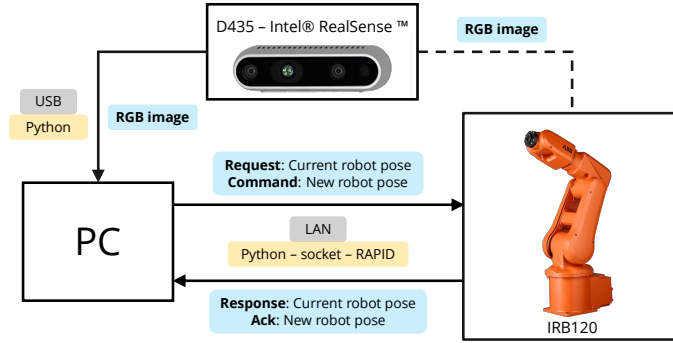 D435 – Intel® RealSense ™
RGB image
USB
Python
RGB image
Request: Current robot pose
Command: New robot pose
PC
LAN
Python – socket – RAPID
Response: Current robot pose
Ack: New robot pose
ABB
IRB120